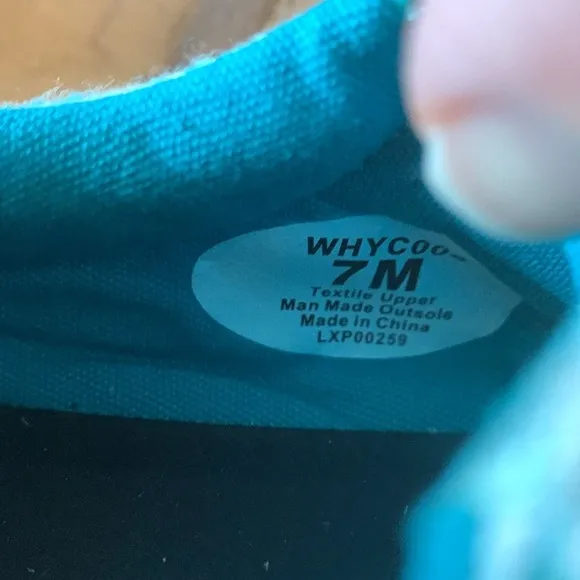 7M
Textile Upper
Man Made Outsole
Made in China
LXP00259